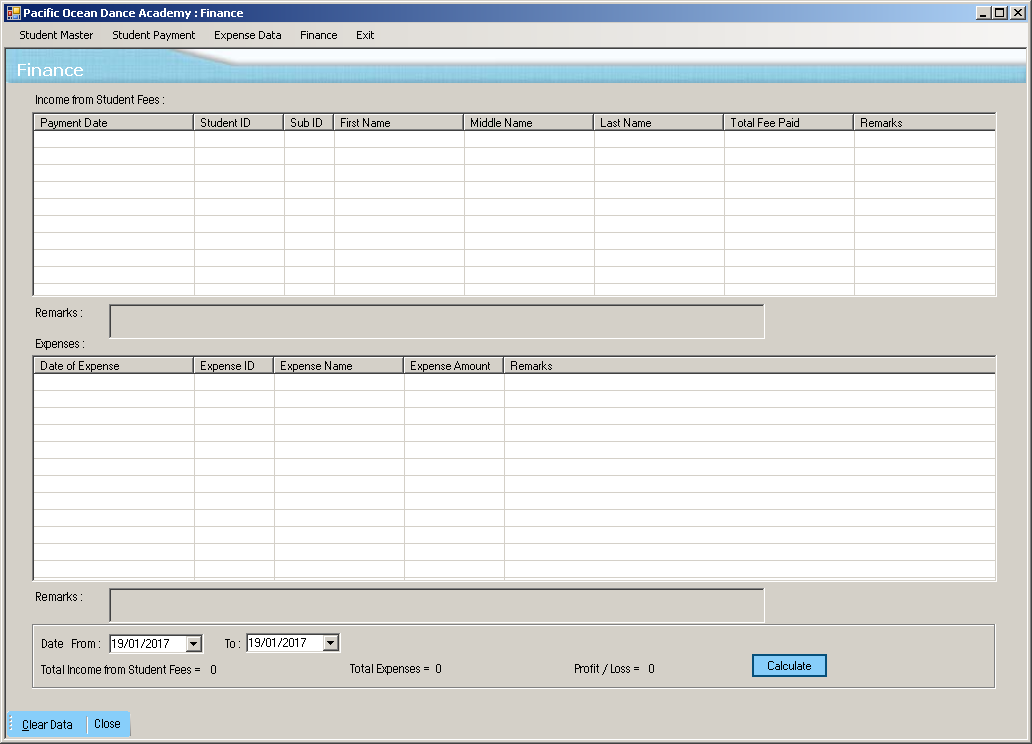 Pacific Ocean Dance Academy : Finance
Student Master Student Payment Expense Data Finance Exit
Finance
Income from Student Fees :
Payment Date Student ID Sub ID First Name Middle Name Last Name Total Fee Paid Remarks
Remarks :
Expenses :
Date of Expense Expense ID Expense Name Expense Amount Remarks
Remarks :
Date From : 19/01/2017 To : 19/01/2017
Total Income from Student Fees = 0 Total Expenses = 0 Profit / Loss = 0 Calculate
Clear Data Close